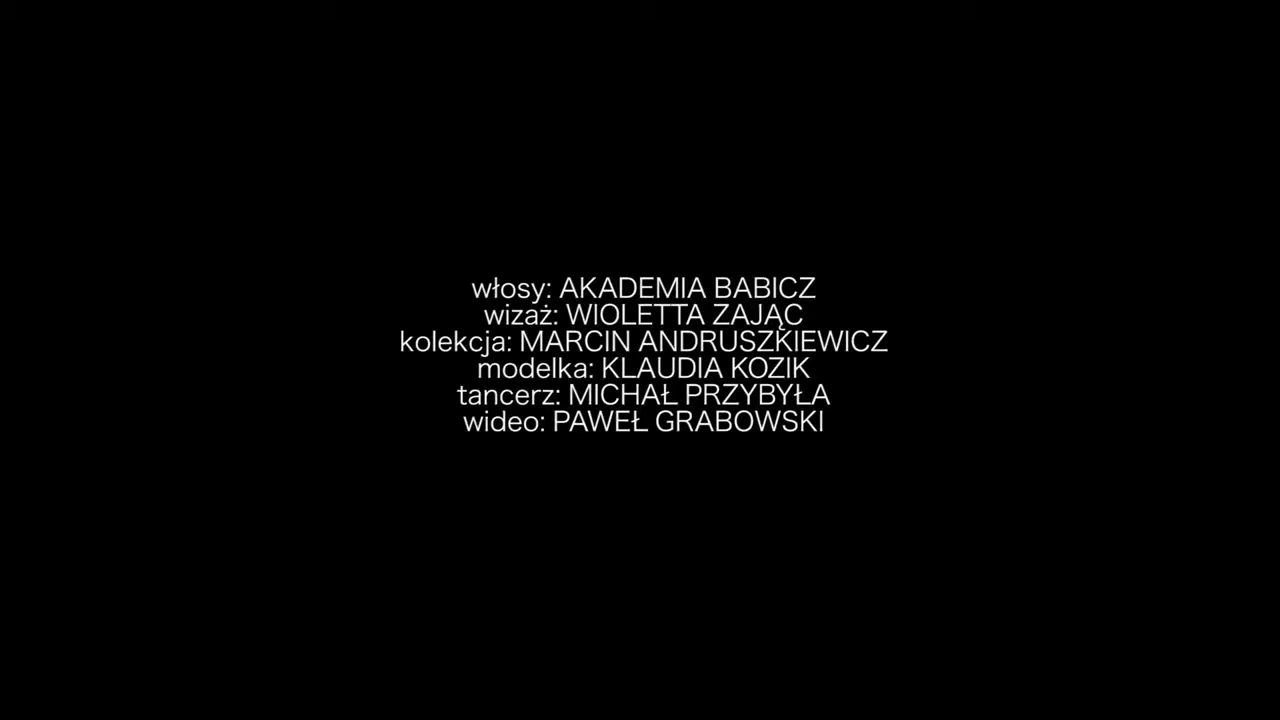 włosy: AKADEMIA BABICZ
wizaż: WIOLETTA ZAJĄC
kolekcja: MARCIN ANDRUSZKIEWICZ
modelka: KLAUDIA KOZIK
tancerz: MICHAŁ PRZYBYŁA
wideo: PAWEŁ GRABOWSKI